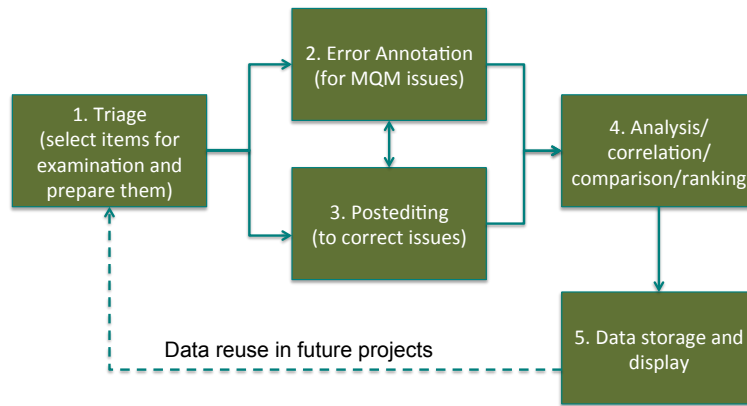 1. Triage
(select items for
examination and
prepare them)
2. Error Annotation
(for MQM issues)
3. Postediting
(to correct issues)
4. Analysis/
correlation/
comparison/ranking
5. Data storage and
display
Data reuse in future projects